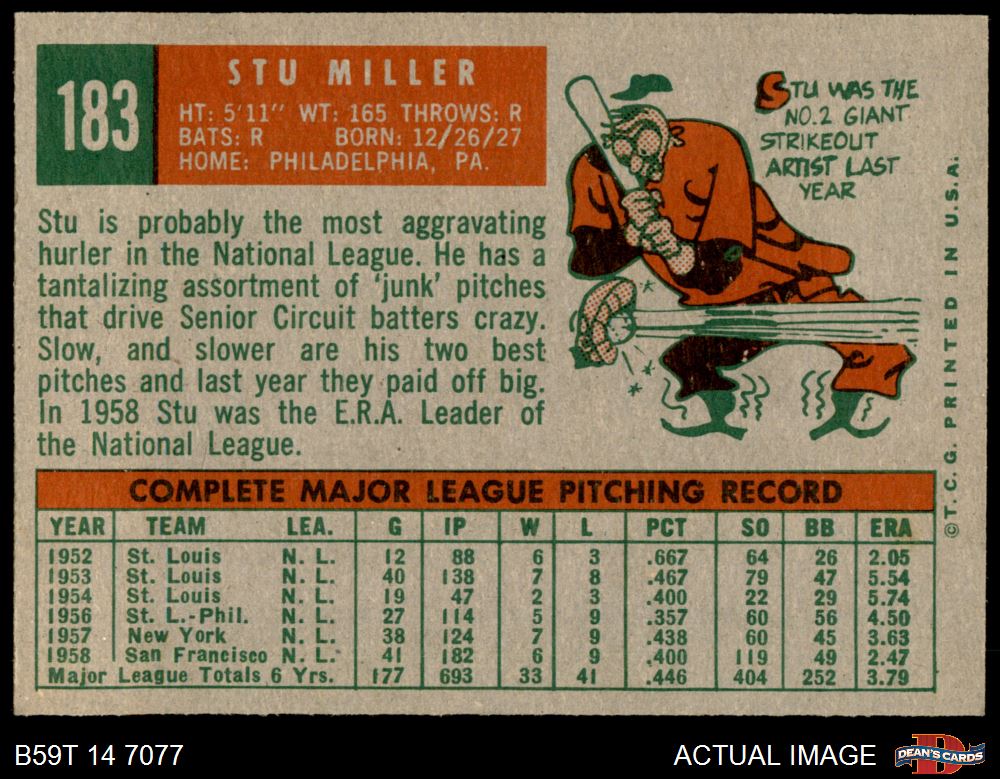 183
STU MILLER
HT: 5'11" WT: 165 THROWS: R
BATS: R BORN: 12/26/27
HOME: PHILADELPHIA, PA.
STU WAS THE
NO.2 GIANT
STRIKEOUT
ARTIST LAST
YEAR
Stu is probably the most aggravating
hurler in the National League. He has a
tantalizing assortment of 'junk' pitches
that drive Senior Circuit batters crazy.
Slow, and slower are his two best
pitches and last year they paid off big.
In 1958 Stu was the E.R.A. Leader of
the National League.
©T.C.G. PRINTED IN U.S.A.
COMPLETE MAJOR LEAGUE PITCHING RECORD
YEAR TEAM LEA. G IP W L PCT SO BB ERA
1952 St. Louis N. L. 12 88 6 3 .667 64 26 2.05
1953 St. Louis N. L. 40 138 7 8 .467 79 47 5.54
1954 St. Louis N. L. 19 47 2 3 .400 22 29 5.74
1956 St. L.-Phil. N. L. 27 114 5 9 .357 60 56 4.50
1957 New York N. L. 38 124 7 9 .438 60 45 3.63
1958 San Francisco N. L. 41 182 6 9 .400 119 49 2.47
Major League Totals 6 Yrs. 177 693 33 41 .446 404 252 3.79
B59T 14 7077
ACTUAL IMAGE
DEAN'S CARDS